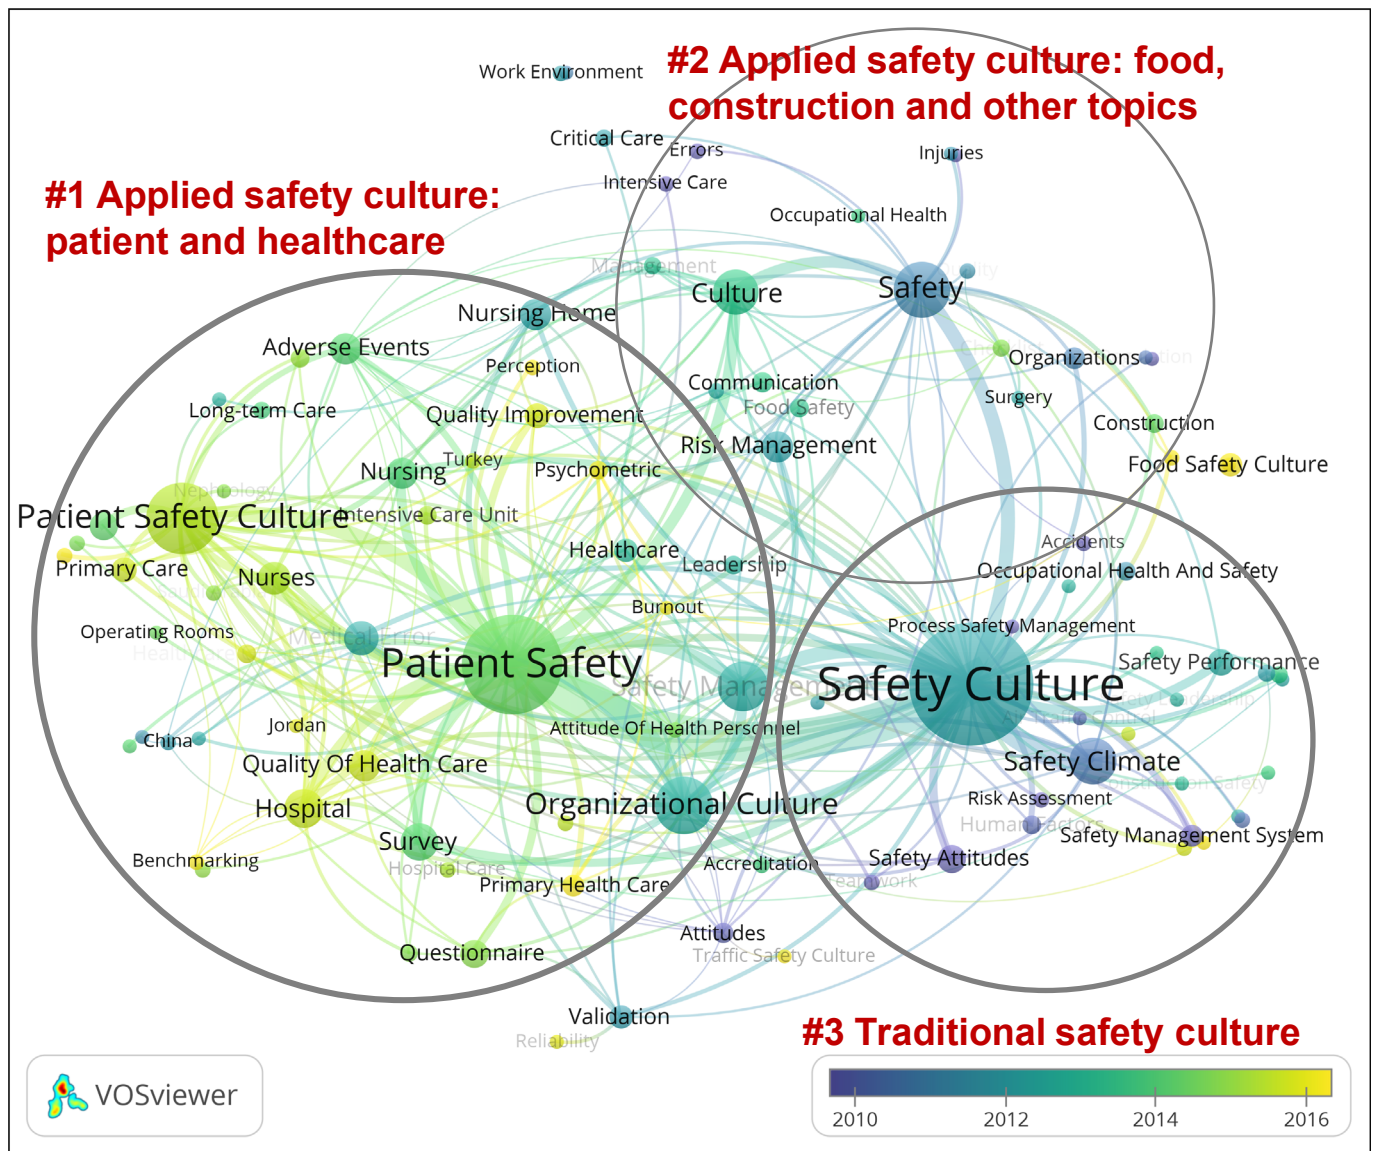 Work Environment
#2 Applied safety culture: food,
construction and other topics
Critical Care
Errors
Injuries
Intensive Care
#1 Applied safety culture:
patient and healthcare
Occupational Health
Management
Culture
Safety
Nursing Home
Adverse Events
Organizations
Perception
Communication
Long-term Care
Food Safety
Surgery
Quality Improvement
Construction
Risk Management
Turkey
Nursing
Psychometric
Food Safety Culture
Nephrology
Patient Safety Culture
Intensive Care Unit
Accidents
Healthcare
Leadership
Primary Care
Nurses
Occupational Health And Safety
Burnout
Operating Rooms
Process Safety Management
Medical Error
Patient Safety
Safety Performance
Safety Management
Safety Culture
Safety Leadership
Air Traffic Control
Jordan
Attitude Of Health Personnel
China
Quality Of Health Care
Safety Climate
Construction Safety
Hospital
Organizational Culture
Risk Assessment
Human Factors
Safety Management System
Survey
Benchmarking
Hospital Care
Accreditation
Safety Attitudes
Primary Health Care
Teamwork
Attitudes
Questionnaire
Traffic Safety Culture
Validation
Reliability
#3 Traditional safety culture
VOSviewer
2010 2012 2014 2016